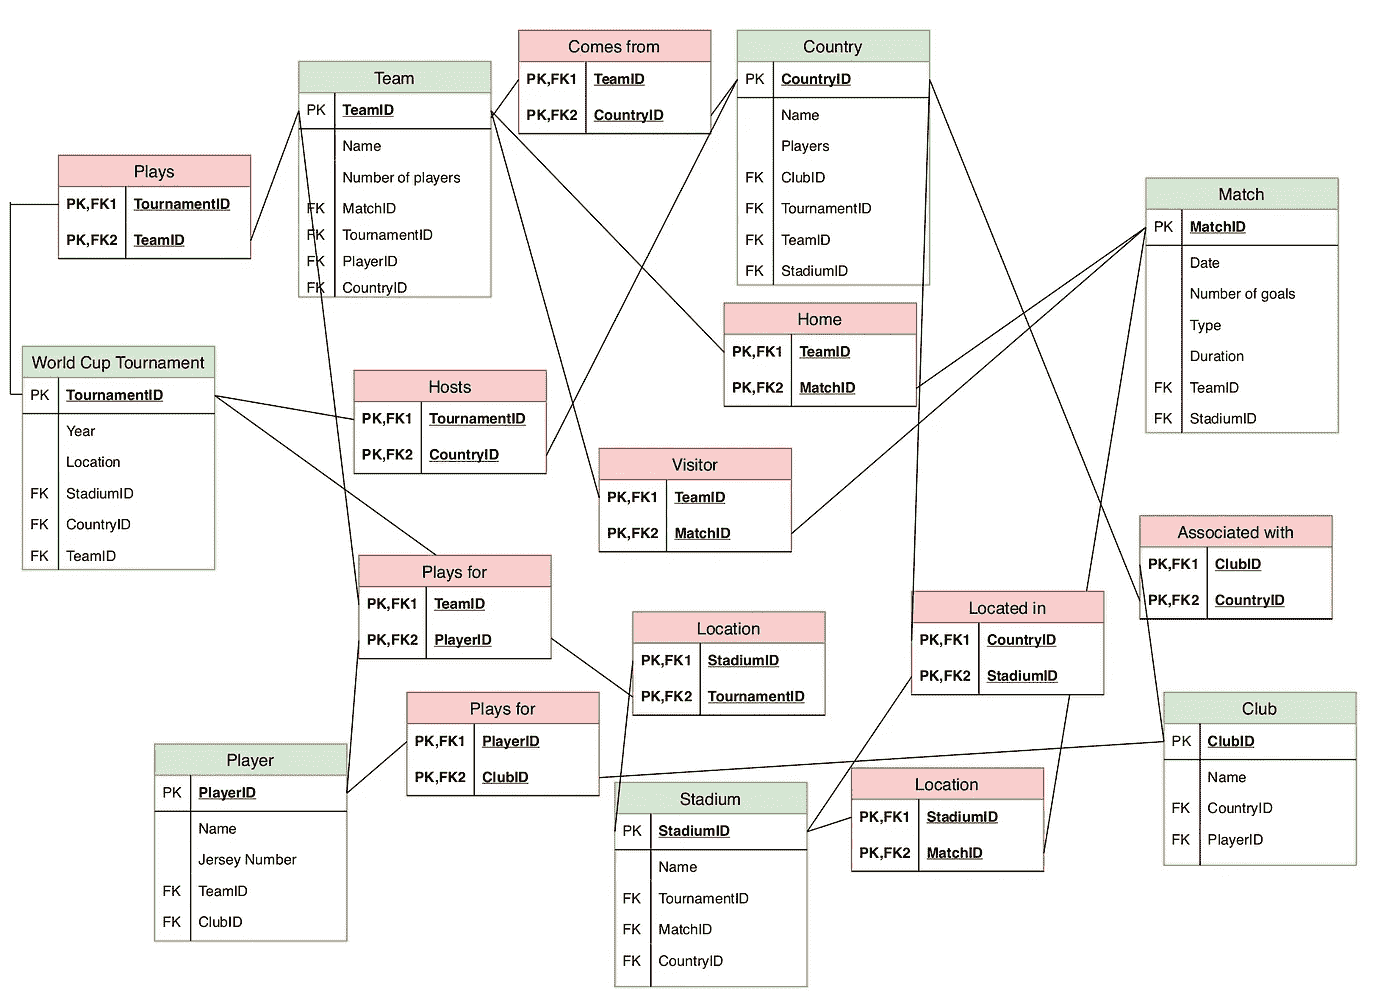 Comes from
PK,FK1 TeamID
PK,FK2 CountryID
Country
PK CountryID
Name
Players
FK ClubID
FK TournamentID
FK TeamID
FK StadiumID
Team
PK TeamID
Name
Number of players
FK MatchID
FK TournamentID
FK PlayerID
FK CountryID
Plays
PK,FK1 TournamentID
PK,FK2 TeamID
Match
PK MatchID
Date
Number of goals
Type
Duration
FK TeamID
FK StadiumID
Home
PK,FK1 TeamID
PK,FK2 MatchID
World Cup Tournament
PK TournamentID
Year
Location
FK StadiumID
FK CountryID
FK TeamID
Hosts
PK,FK1 TournamentID
PK,FK2 CountryID
Visitor
PK,FK1 TeamID
PK,FK2 MatchID
Associated with
PK,FK1 ClubID
PK,FK2 CountryID
Plays for
PK,FK1 TeamID
PK,FK2 PlayerID
Location
PK,FK1 StadiumID
PK,FK2 TournamentID
Located in
PK,FK1 CountryID
PK,FK2 StadiumID
Plays for
PK,FK1 PlayerID
PK,FK2 ClubID
Club
PK ClubID
Name
FK CountryID
FK PlayerID
Player
PK PlayerID
Name
Jersey Number
FK TeamID
FK ClubID
Stadium
PK StadiumID
Name
FK TournamentID
FK MatchID
FK CountryID
Location
PK,FK1 StadiumID
PK,FK2 MatchID